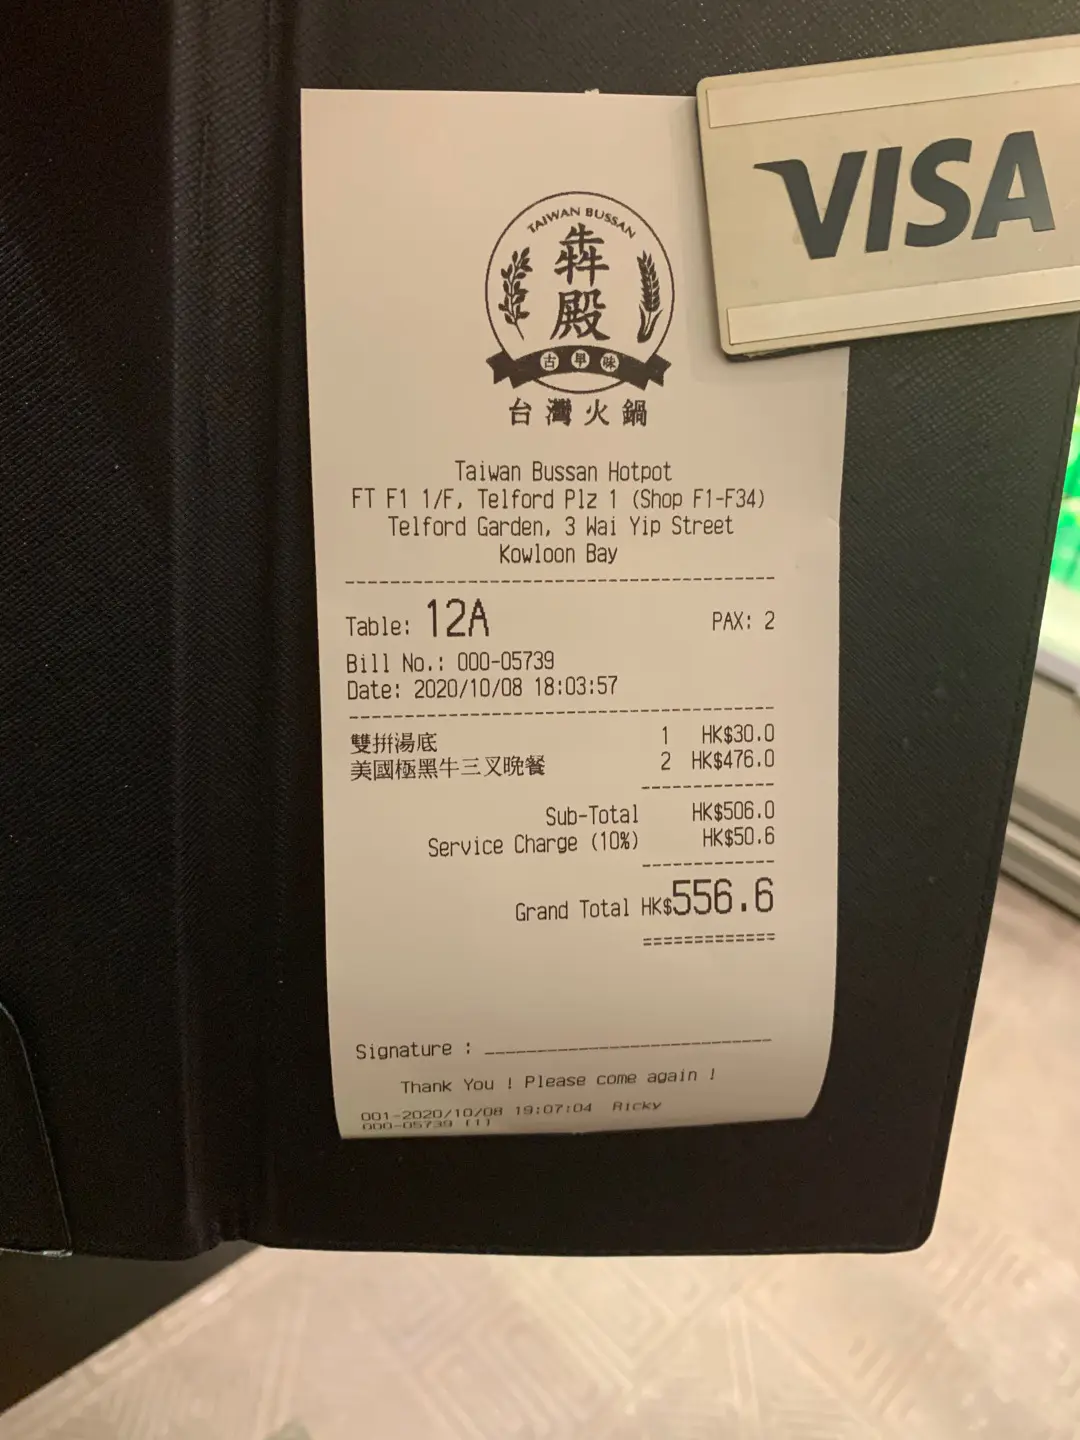 VISA
TAIWAN BUSSAN
犇殿
古早味
台灣火鍋
Taiwan Bussan Hotpot
FT F1 1/F, Telford Plz 1 (Shop F1-F34)
Telford Garden, 3 Wai Yip Street
Kowloon Bay
Table: 12A PAX: 2
Bill No.: 000-05739
Date: 2020/10/08 18:03:57
雙拼湯底 1 HK$30.0
美國極黑牛三叉晚餐 2 HK$476.0
Sub-Total HK$506.0
Service Charge (10%) HK$50.6
Grand Total HK$556.6
Signature :
Thank You ! Please come again !
001-2020/10/08 19:07:04 Ricky
000-05739 (1)